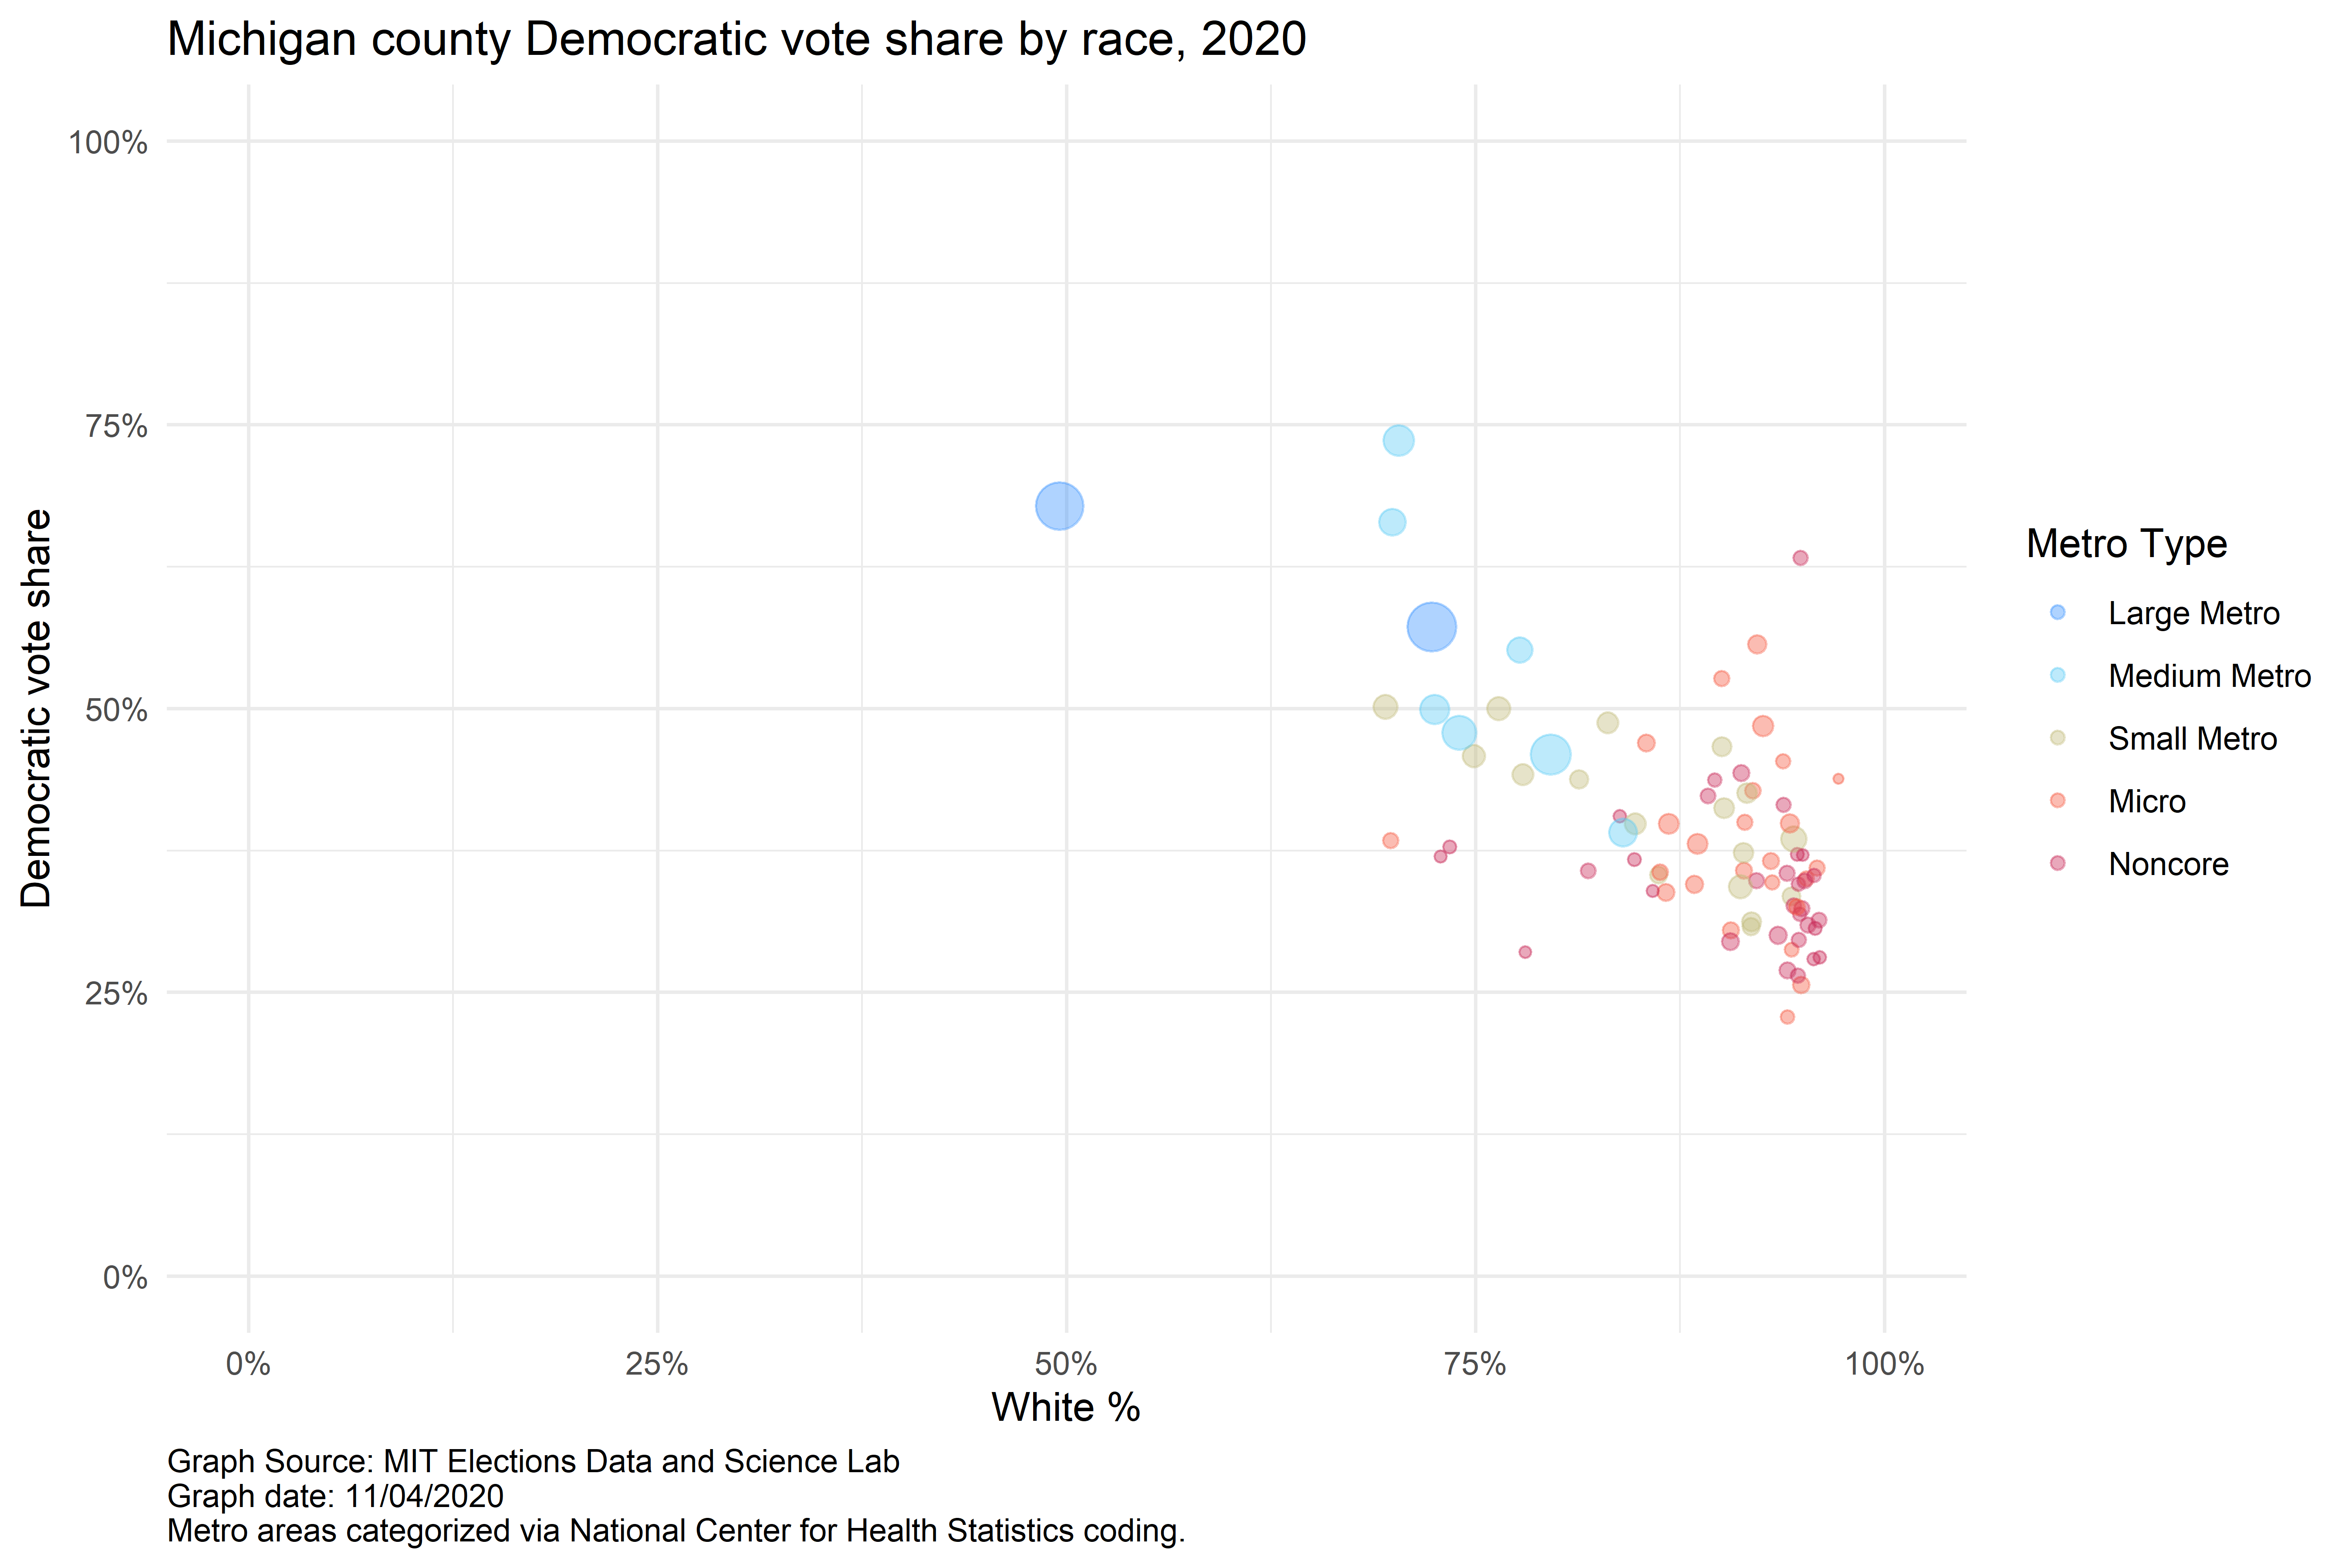 Michigan county Democratic vote share by race, 2020
100%
75%
50%
25%
0%
Democratic vote share
0%
25%
50%
75%
100%
White %
Metro Type
Large Metro
Medium Metro
Small Metro
Micro
Noncore
Graph Source: MIT Elections Data and Science Lab
Graph date: 11/04/2020
Metro areas categorized via National Center for Health Statistics coding.